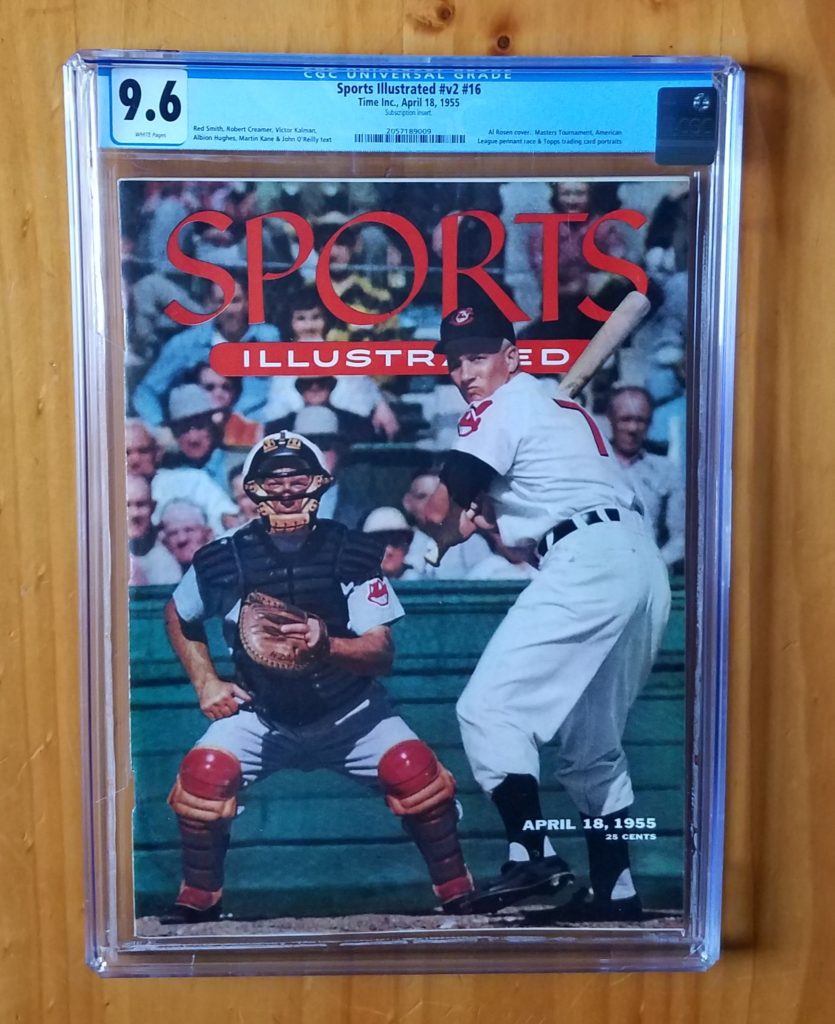 CGC UNIVERSAL GRADE
9.6
WHITE Pages
Sports Illustrated #v2 #16
Time Inc., April 18, 1955
Subscription insert.
2057189009
Red Smith, Robert Creamer, Victor Kalman,
Albion Hughes, Martin Kane & John O'Reilly text
Al Rosen cover. Masters Tournament, American
League pennant race & Topps trading card portraits
CGC
SPORTS
ILLUSTRATED
7
APRIL 18, 1955
25 CENTS